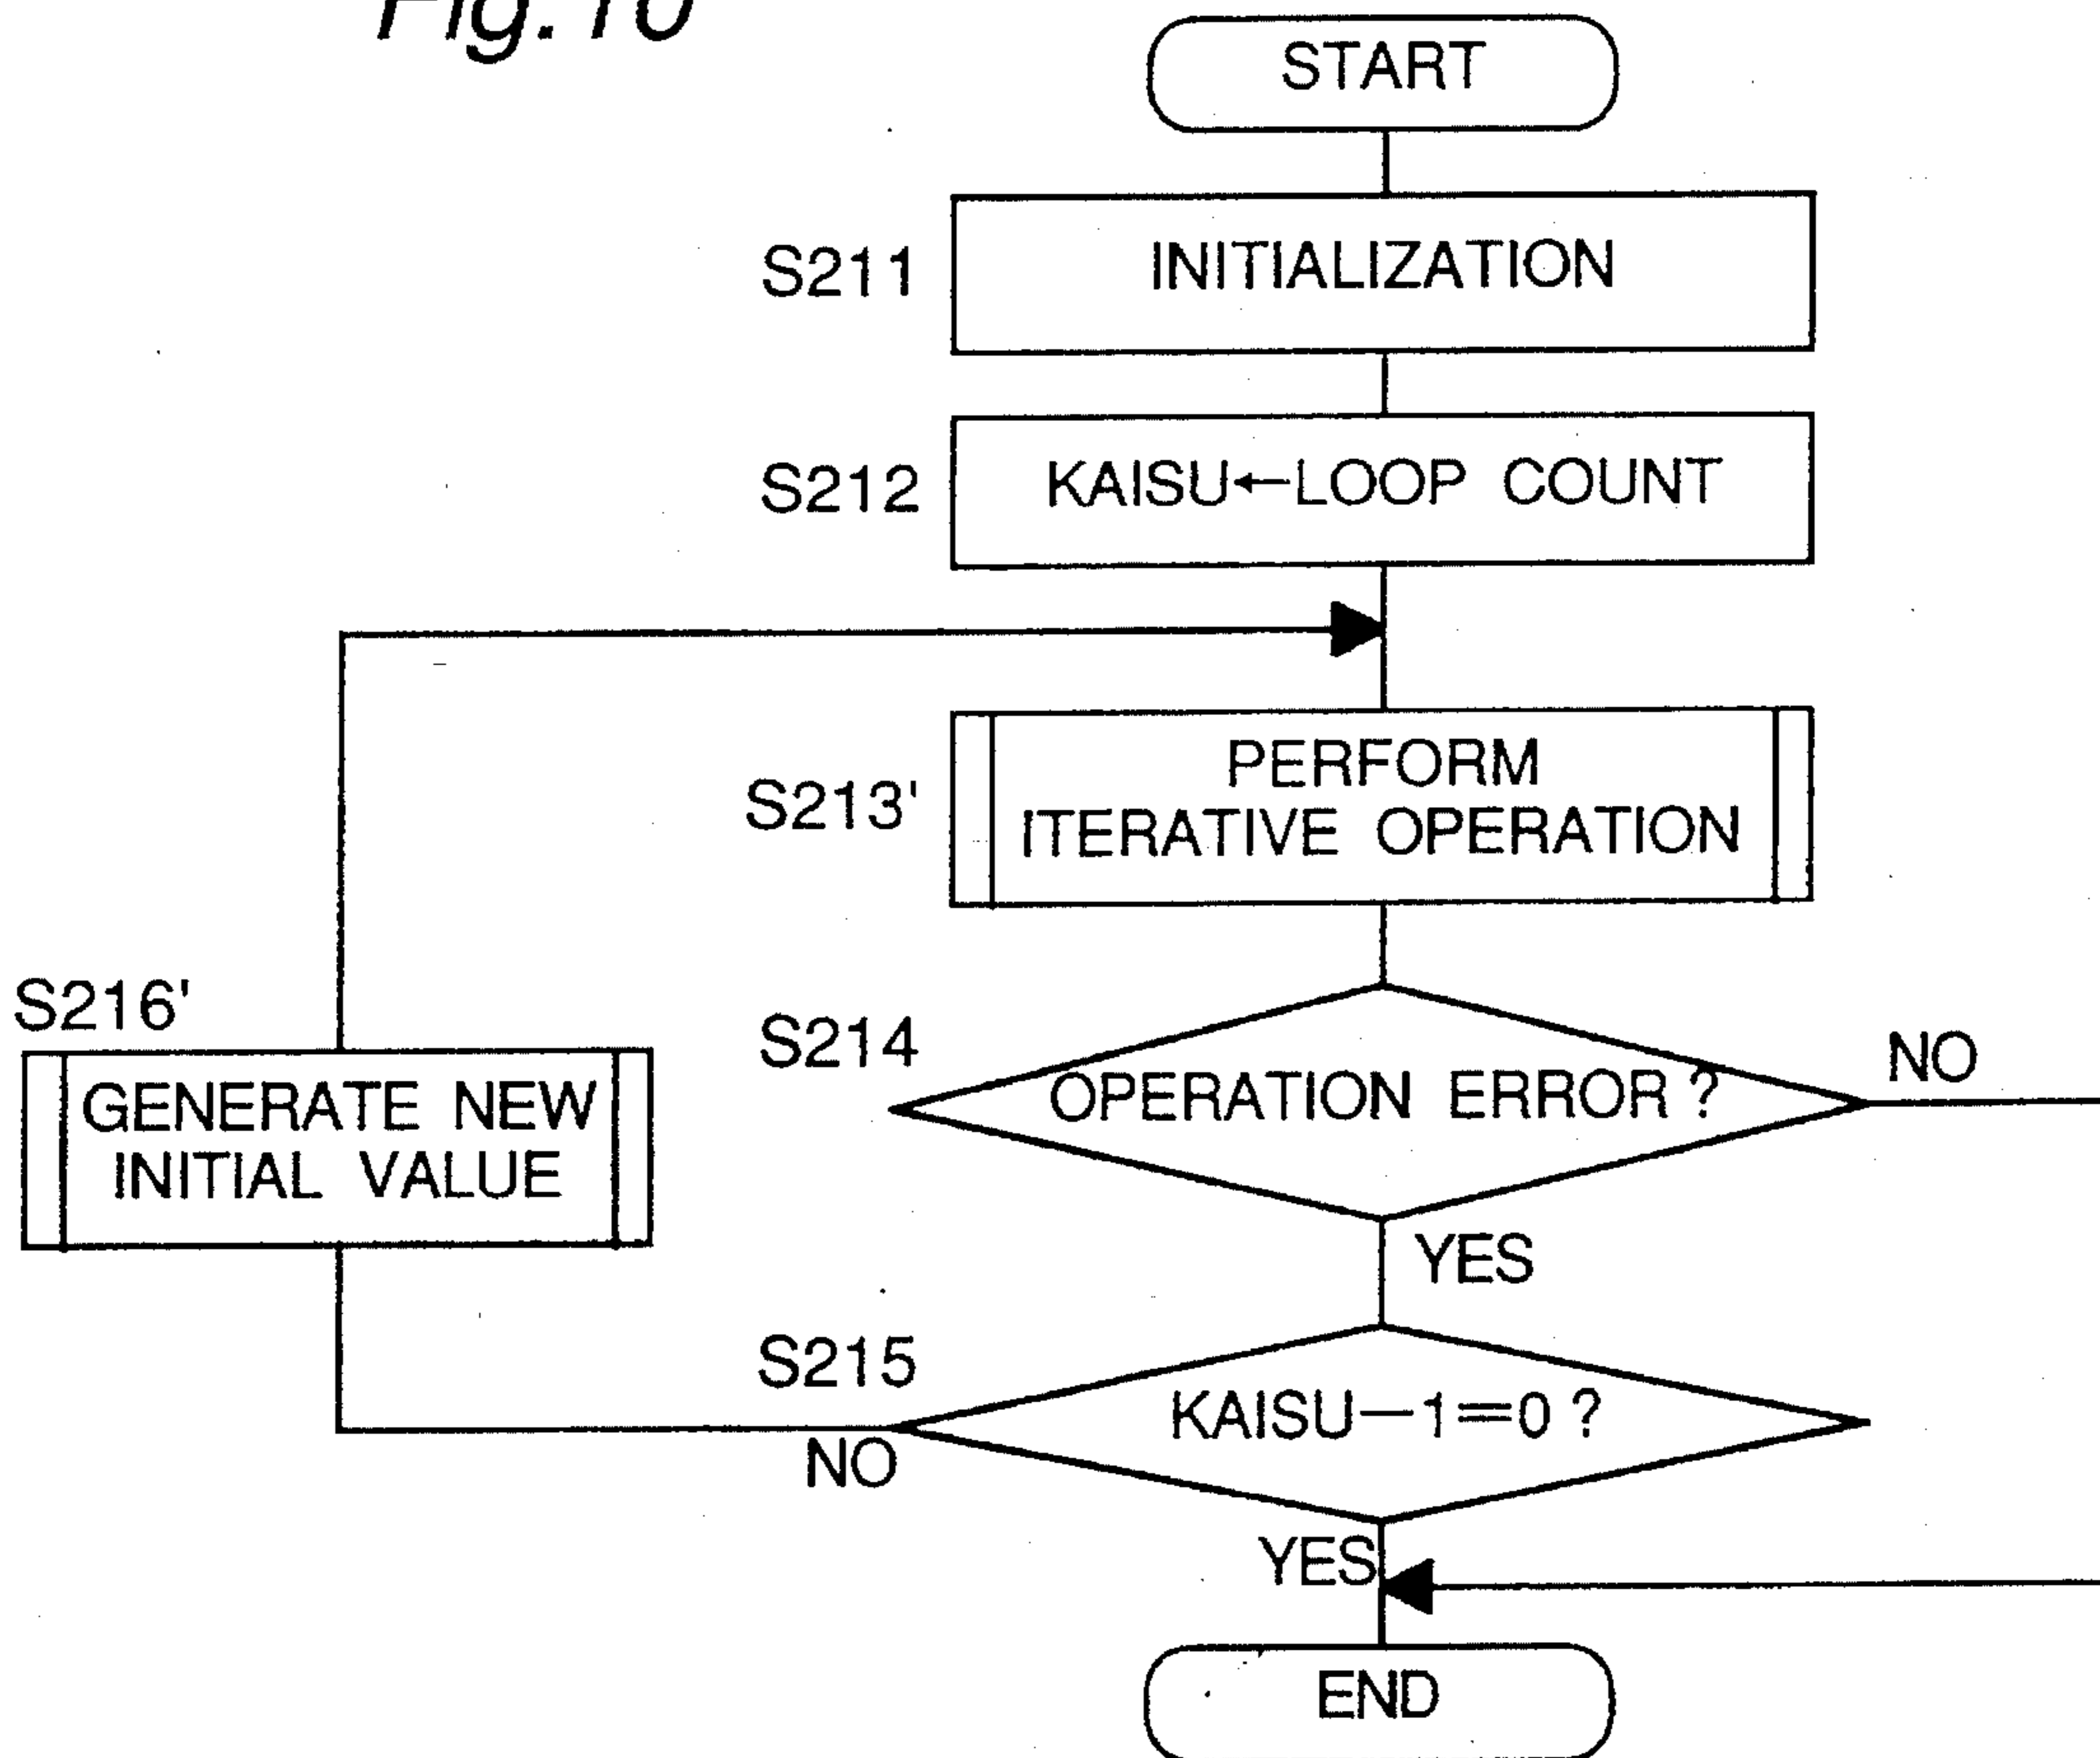 Fig. 10
START
S211
INITIALIZATION
S212
KAISU←LOOP COUNT
S213'
PERFORM
ITERATIVE OPERATION
S216'
GENERATE NEW
INITIAL VALUE
S214
OPERATION ERROR ?
NO
YES
S215
KAISU－1＝0 ?
NO
YES
END